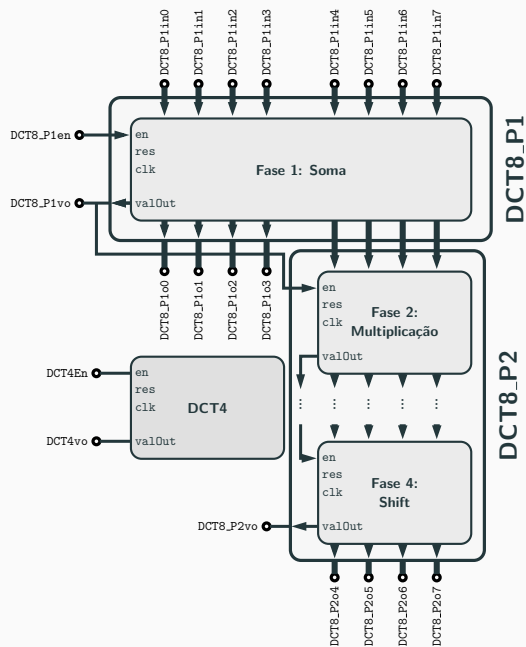 DCT8_P1in0
DCT8_P1in1
DCT8_P1in2
DCT8_P1in3
DCT8_P1in4
DCT8_P1in5
DCT8_P1in6
DCT8_P1in7
DCT8_P1
DCT8_P1en
en
res
clk
Fase 1: Soma
DCT8_P1vo
valOut
DCT8_P1o0
DCT8_P1o1
DCT8_P1o2
DCT8_P1o3
DCT8_P2
en
res
clk
Fase 2:
Multiplicação
valOut
DCT4En
en
res
clk
DCT4
DCT4vo
valOut
...
...
...
...
...
en
res
clk
Fase 4:
Shift
DCT8_P2vo
valOut
DCT8_P2o4
DCT8_P2o5
DCT8_P2o6
DCT8_P2o7